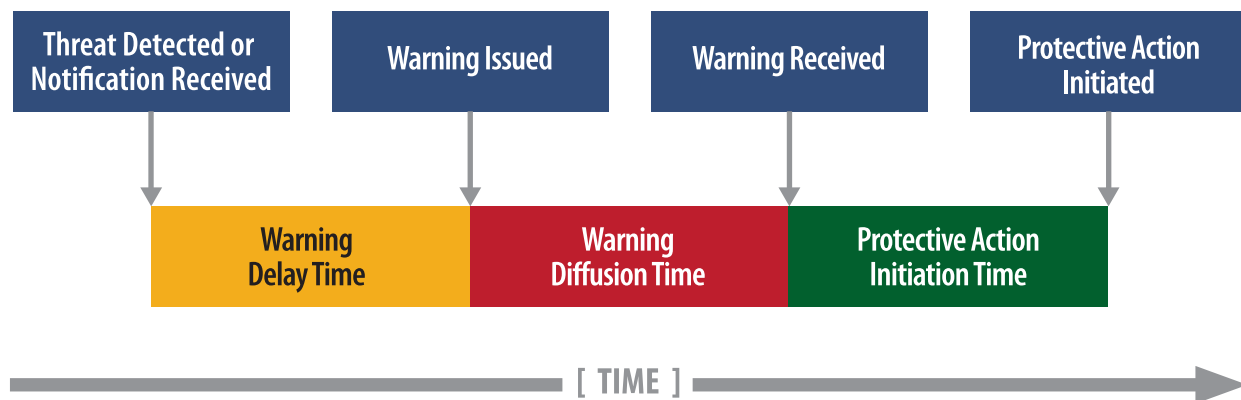 Threat Detected or
Notification Received
Warning Issued
Warning Received
Protective Action
Initiated
Warning
Delay Time
Warning
Diffusion Time
Protective Action
Initiation Time
[ TIME ]